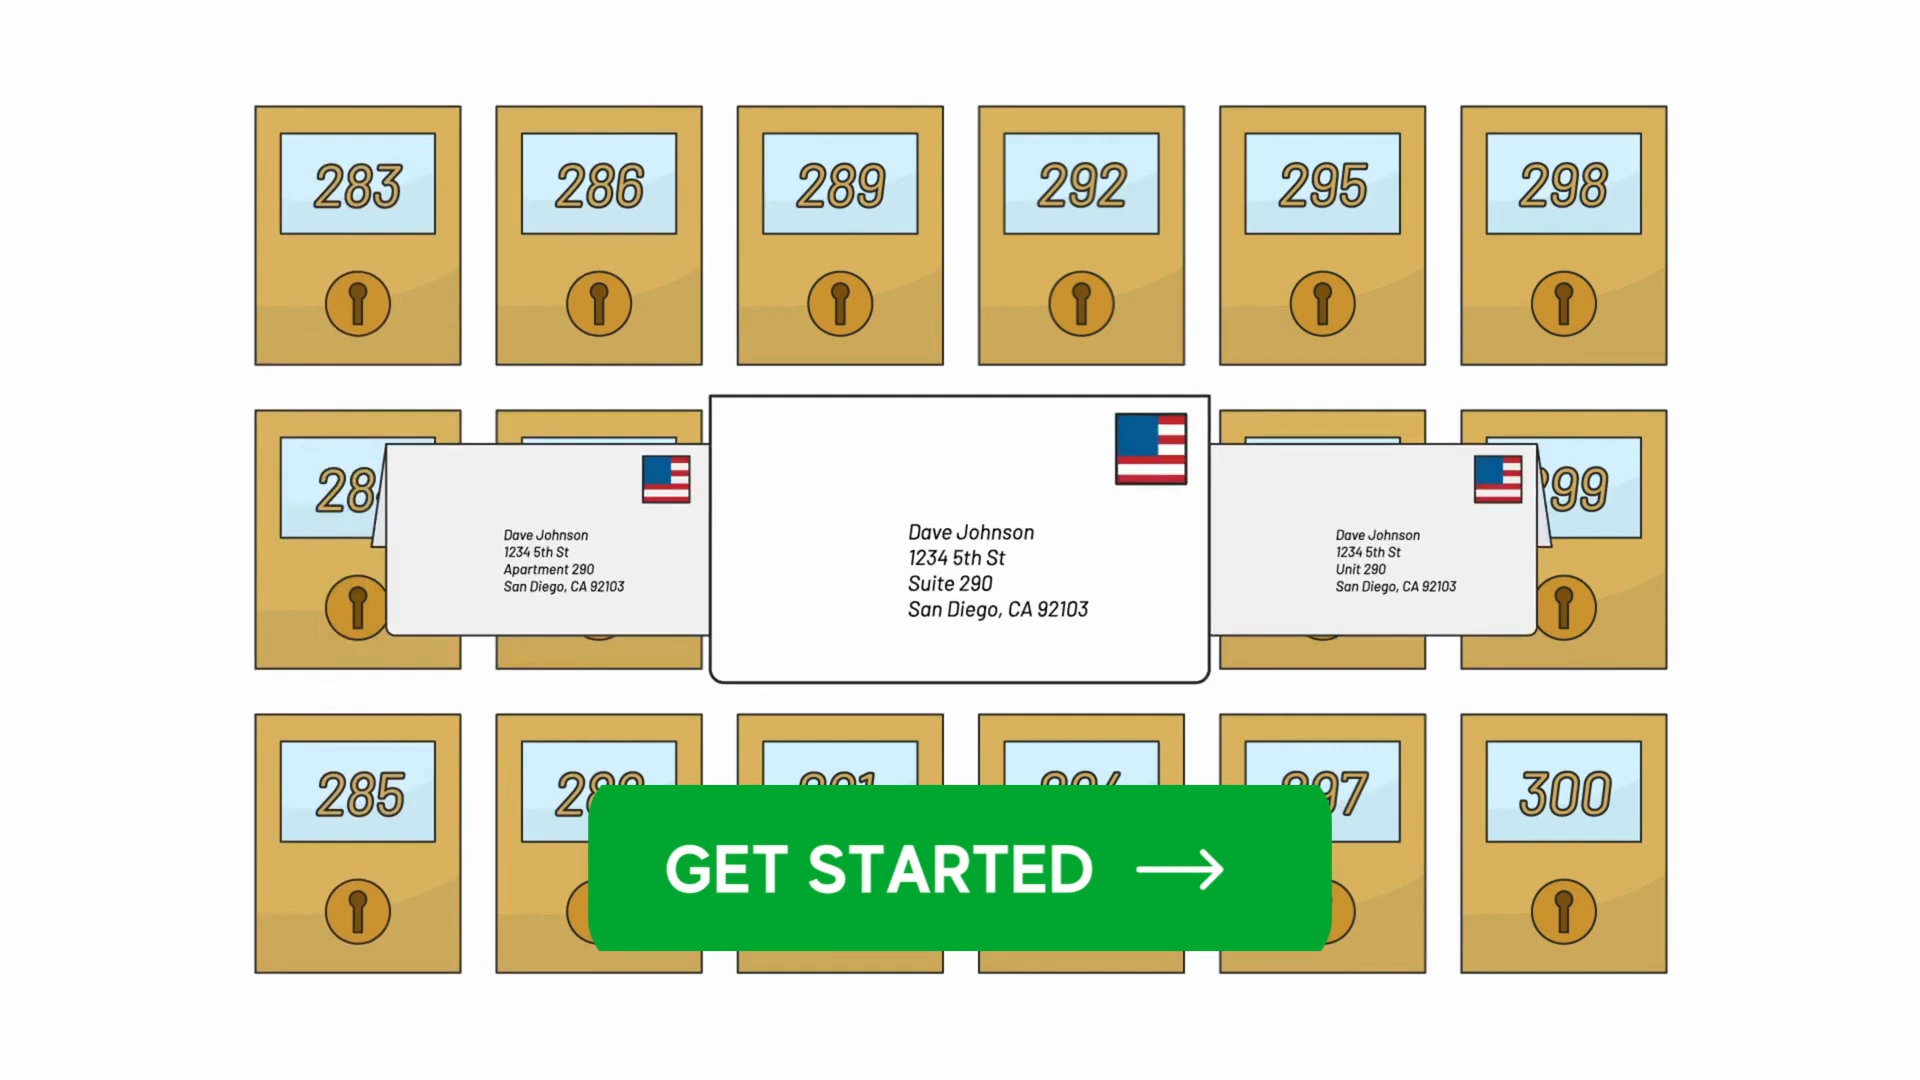 283 286 289 292 295 298
Dave Johnson
1234 5th St
Apartment 290
San Diego, CA 92103
Dave Johnson
1234 5th St
Suite 290
San Diego, CA 92103
Dave Johnson
1234 5th St
Unit 290
San Diego, CA 92103
285 300
GET STARTED